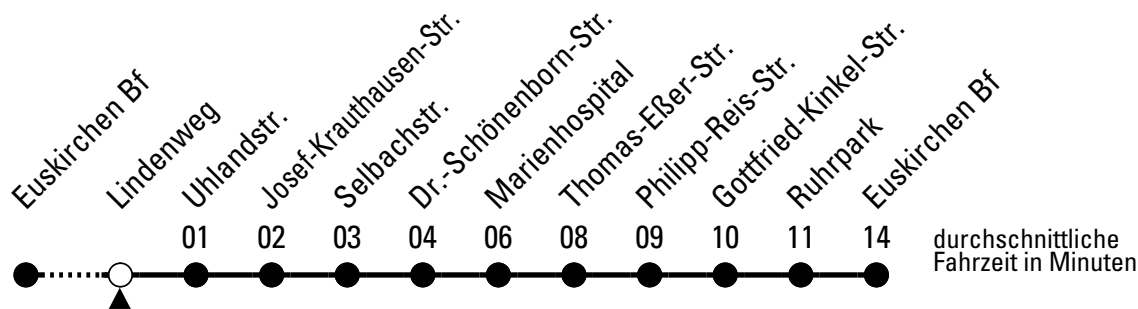 Euskirchen Bf
Lindenweg
Uhlandstr.
Josef-Krauthausen-Str.
Selbachstr.
Dr.-Schönenborn-Str.
Marienhospital
Thomas-Eßer-Str.
Philipp-Reis-Str.
Gottfried-Kinkel-Str.
Ruhrpark
Euskirchen Bf
01 02 03 04 06 08 09 10 11 14
durchschnittliche
Fahrzeit in Minuten